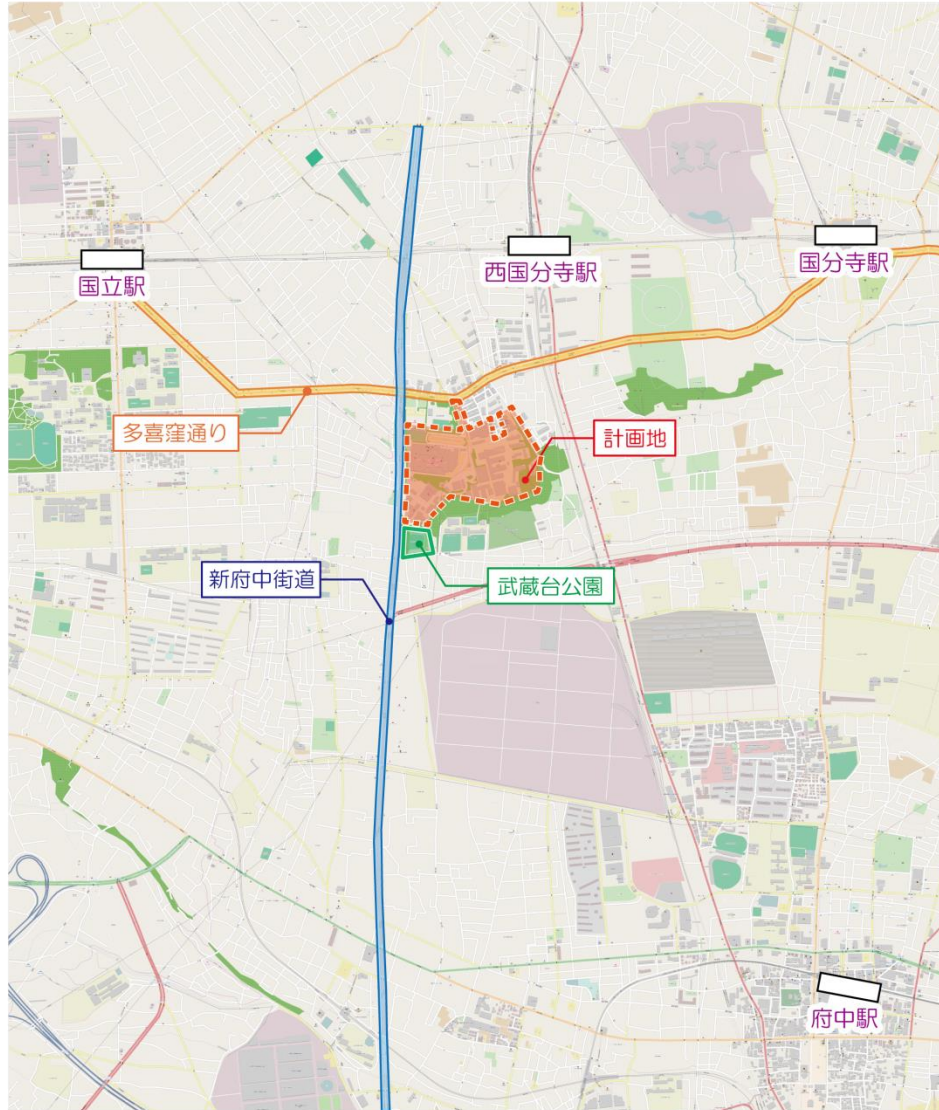 国分寺駅
西国分寺駅
国立駅
多喜窪通り
計画地
新府中街道
武蔵台公園
府中駅